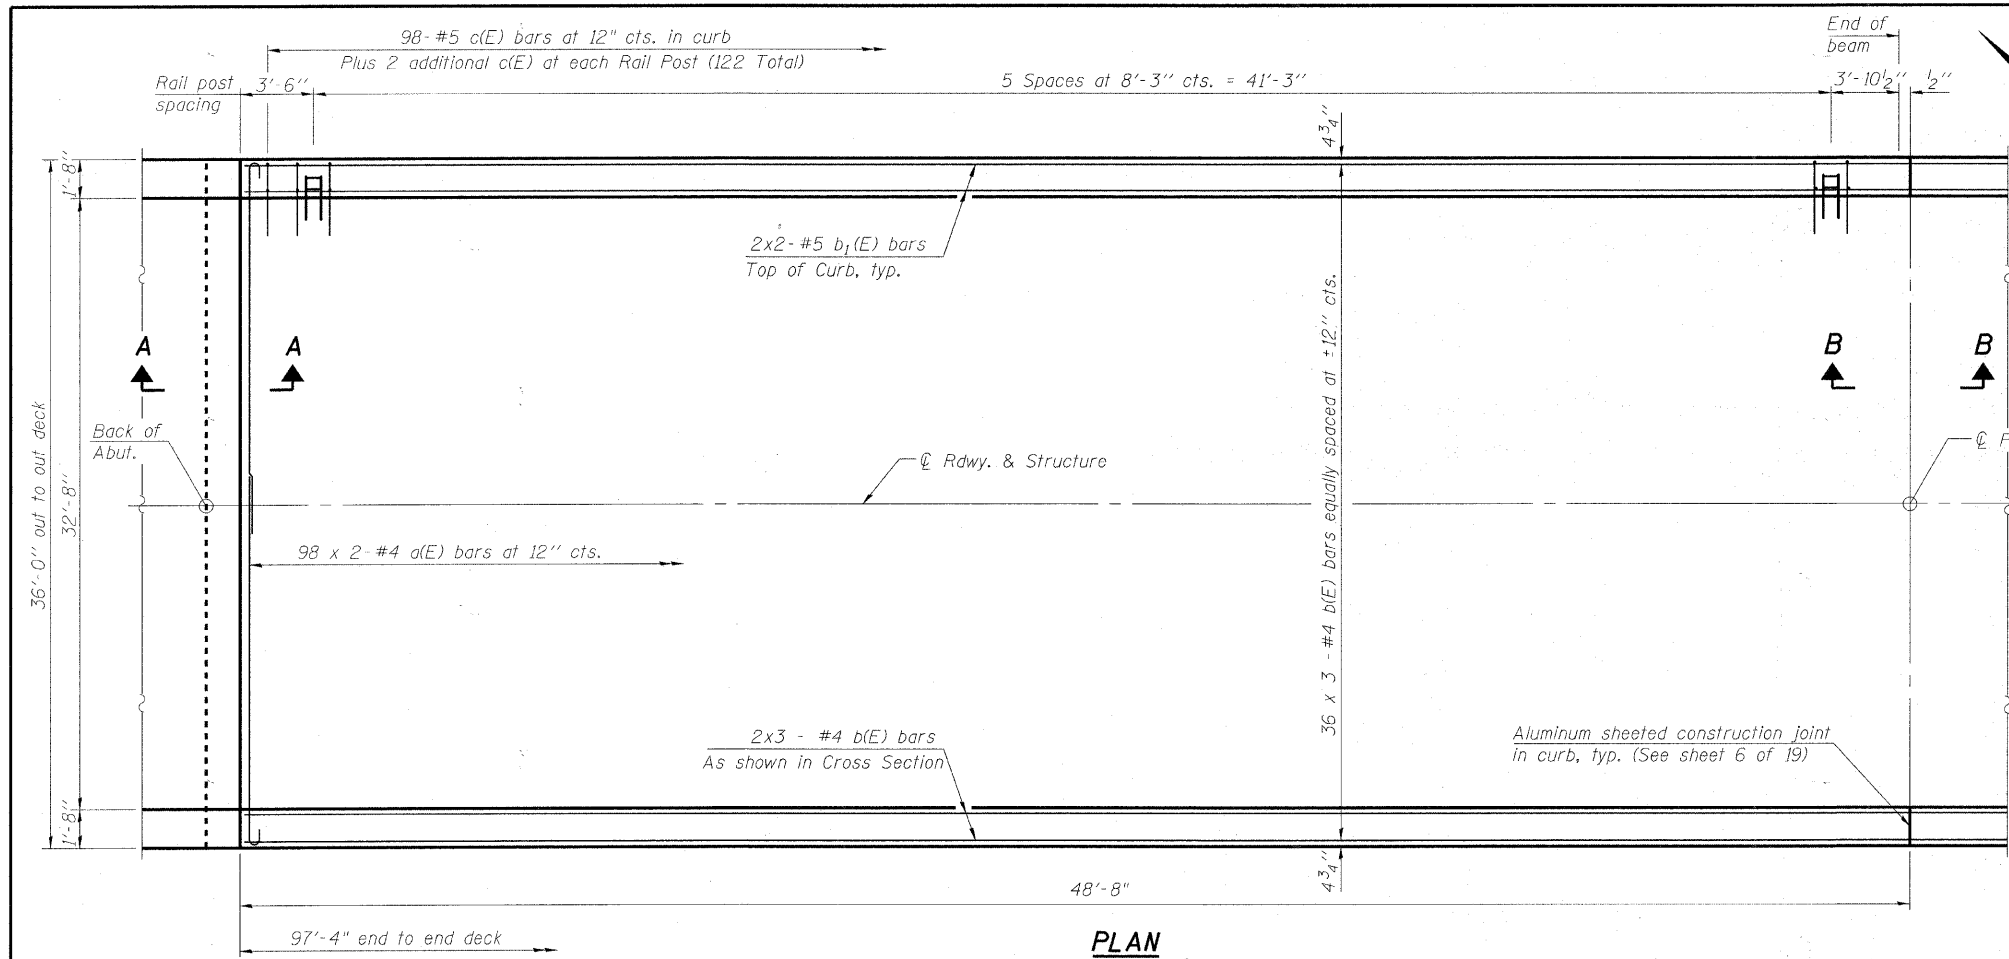 98-#5 c(E) bars at 12" cts. in curb
Plus 2 additional c(E) at each Rail Post (122 Total)
End of
beam
Rail post
spacing
3'-6"
5 Spaces at 8'-3" cts. = 41'-3"
3'-10½"
½"
4¾"
1'-8"
2x2-#5 b₁(E) bars
Top of Curb, typ.
A
A
B
B
36'-0" out to out deck
32'-8"
Back of
Abut.
℄ Rdwy. & Structure
℄
36 x 3 - #4 b(E) bars equally spaced at ±12" cts.
98 x 2-#4 a(E) bars at 12" cts.
2x3 - #4 b(E) bars
As shown in Cross Section
Aluminum sheeted construction joint
in curb, typ. (See sheet 6 of 19)
1'-8"
4¾"
48'-8"
97'-4" end to end deck
PLAN